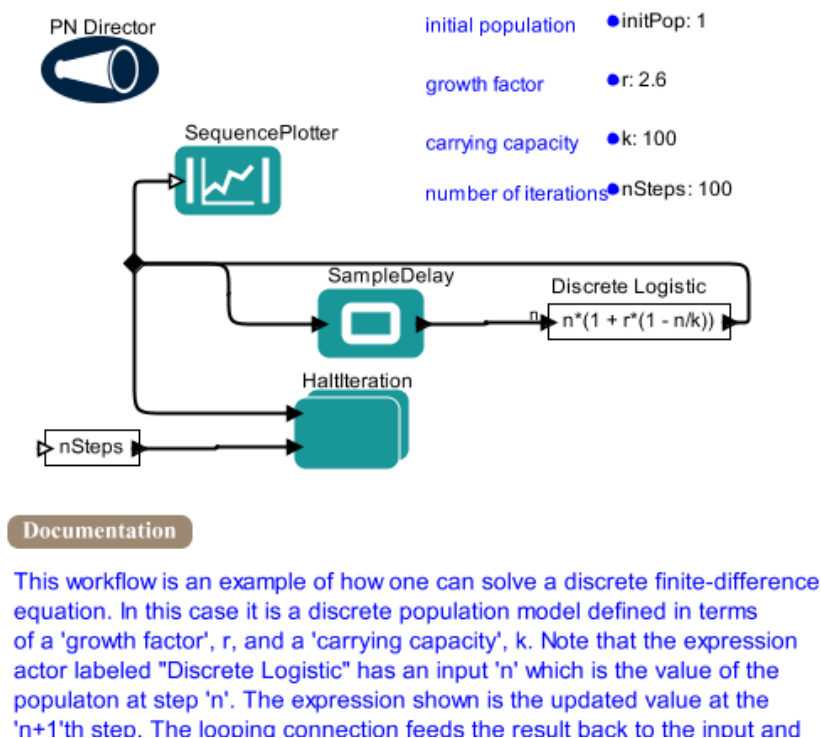 PN Director
initial population
initPop: 1
growth factor
r: 2.6
carrying capacity
k: 100
number of iterations
nSteps: 100
SequencePlotter
SampleDelay
Discrete Logistic
n
n*(1 + r*(1 - n/k))
HaltIteration
nSteps
Documentation
This workflow is an example of how one can solve a discrete finite-difference
equation. In this case it is a discrete population model defined in terms
of a 'growth factor', r, and a 'carrying capacity', k. Note that the expression
actor labeled "Discrete Logistic" has an input 'n' which is the value of the
populaton at step 'n'. The expression shown is the updated value at the
'n+1'th step. The looping connection feeds the result back to the input and